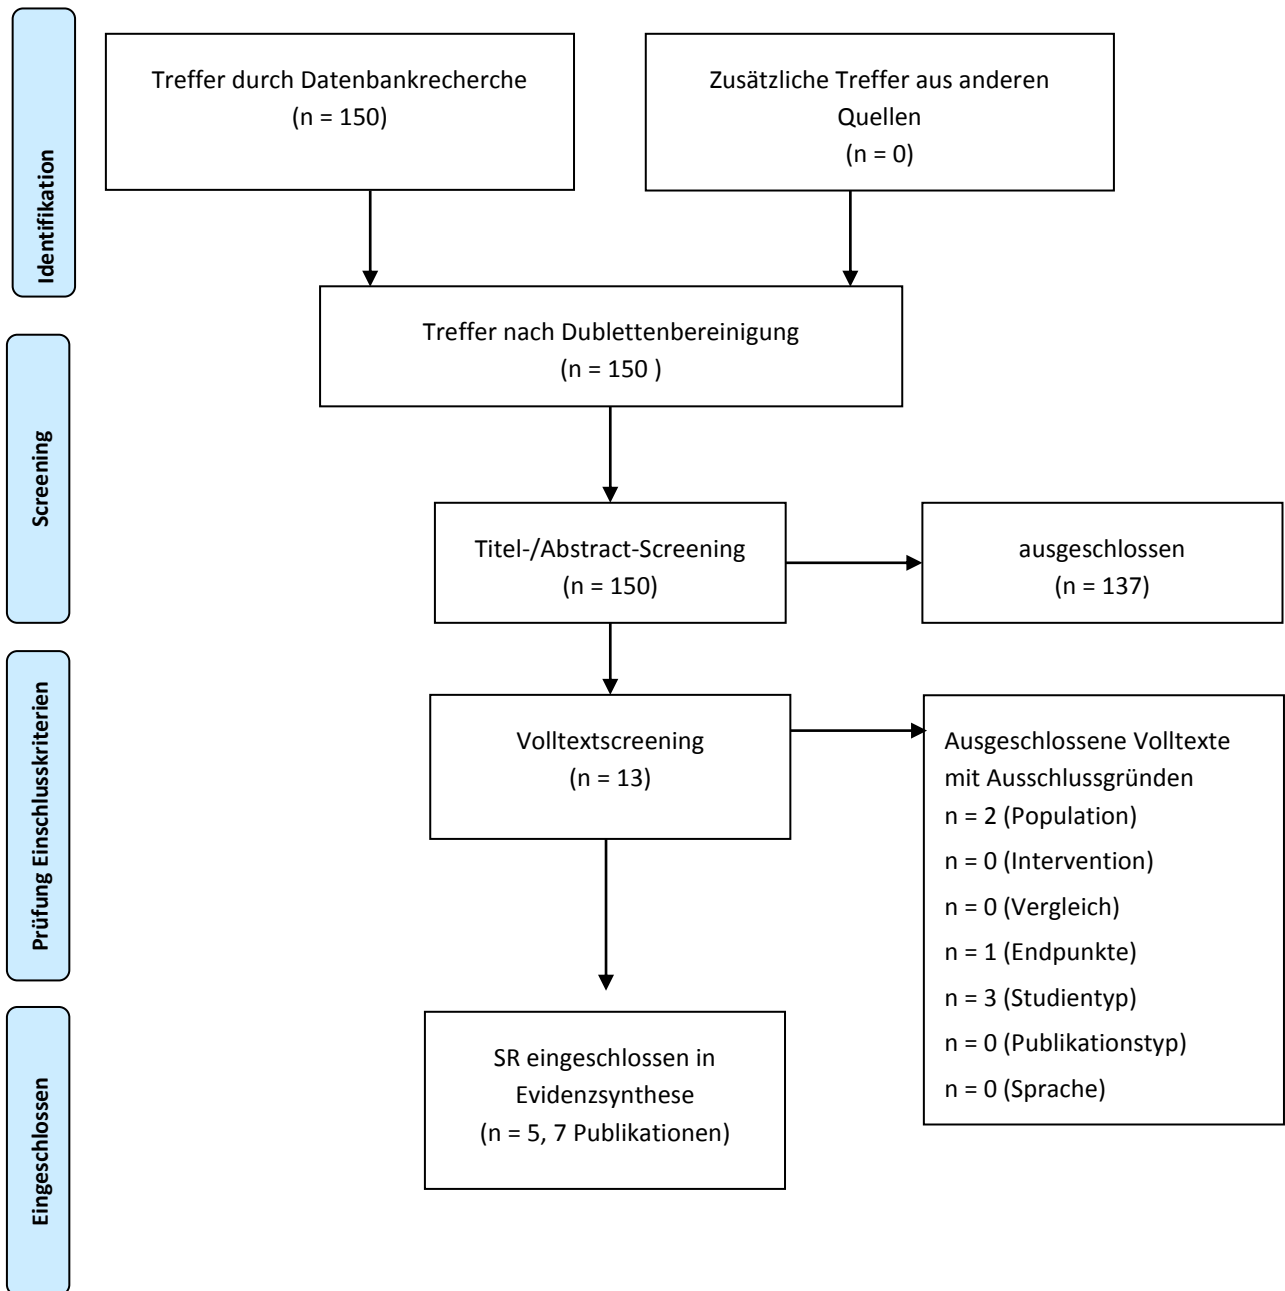 Identifikation
Treffer durch Datenbankrecherche
(n = 150)
Zusätzliche Treffer aus anderen
Quellen
(n = 0)
Treffer nach Dublettenbereinigung
(n = 150 )
Screening
Titel-/Abstract-Screening
(n = 150)
ausgeschlossen
(n = 137)
Prüfung Einschlusskriterien
Volltextscreening
(n = 13)
Ausgeschlossene Volltexte
mit Ausschlussgründen
n = 2 (Population)
n = 0 (Intervention)
n = 0 (Vergleich)
n = 1 (Endpunkte)
n = 3 (Studientyp)
n = 0 (Publikationstyp)
n = 0 (Sprache)
Eingeschlossen
SR eingeschlossen in
Evidenzsynthese
(n = 5, 7 Publikationen)